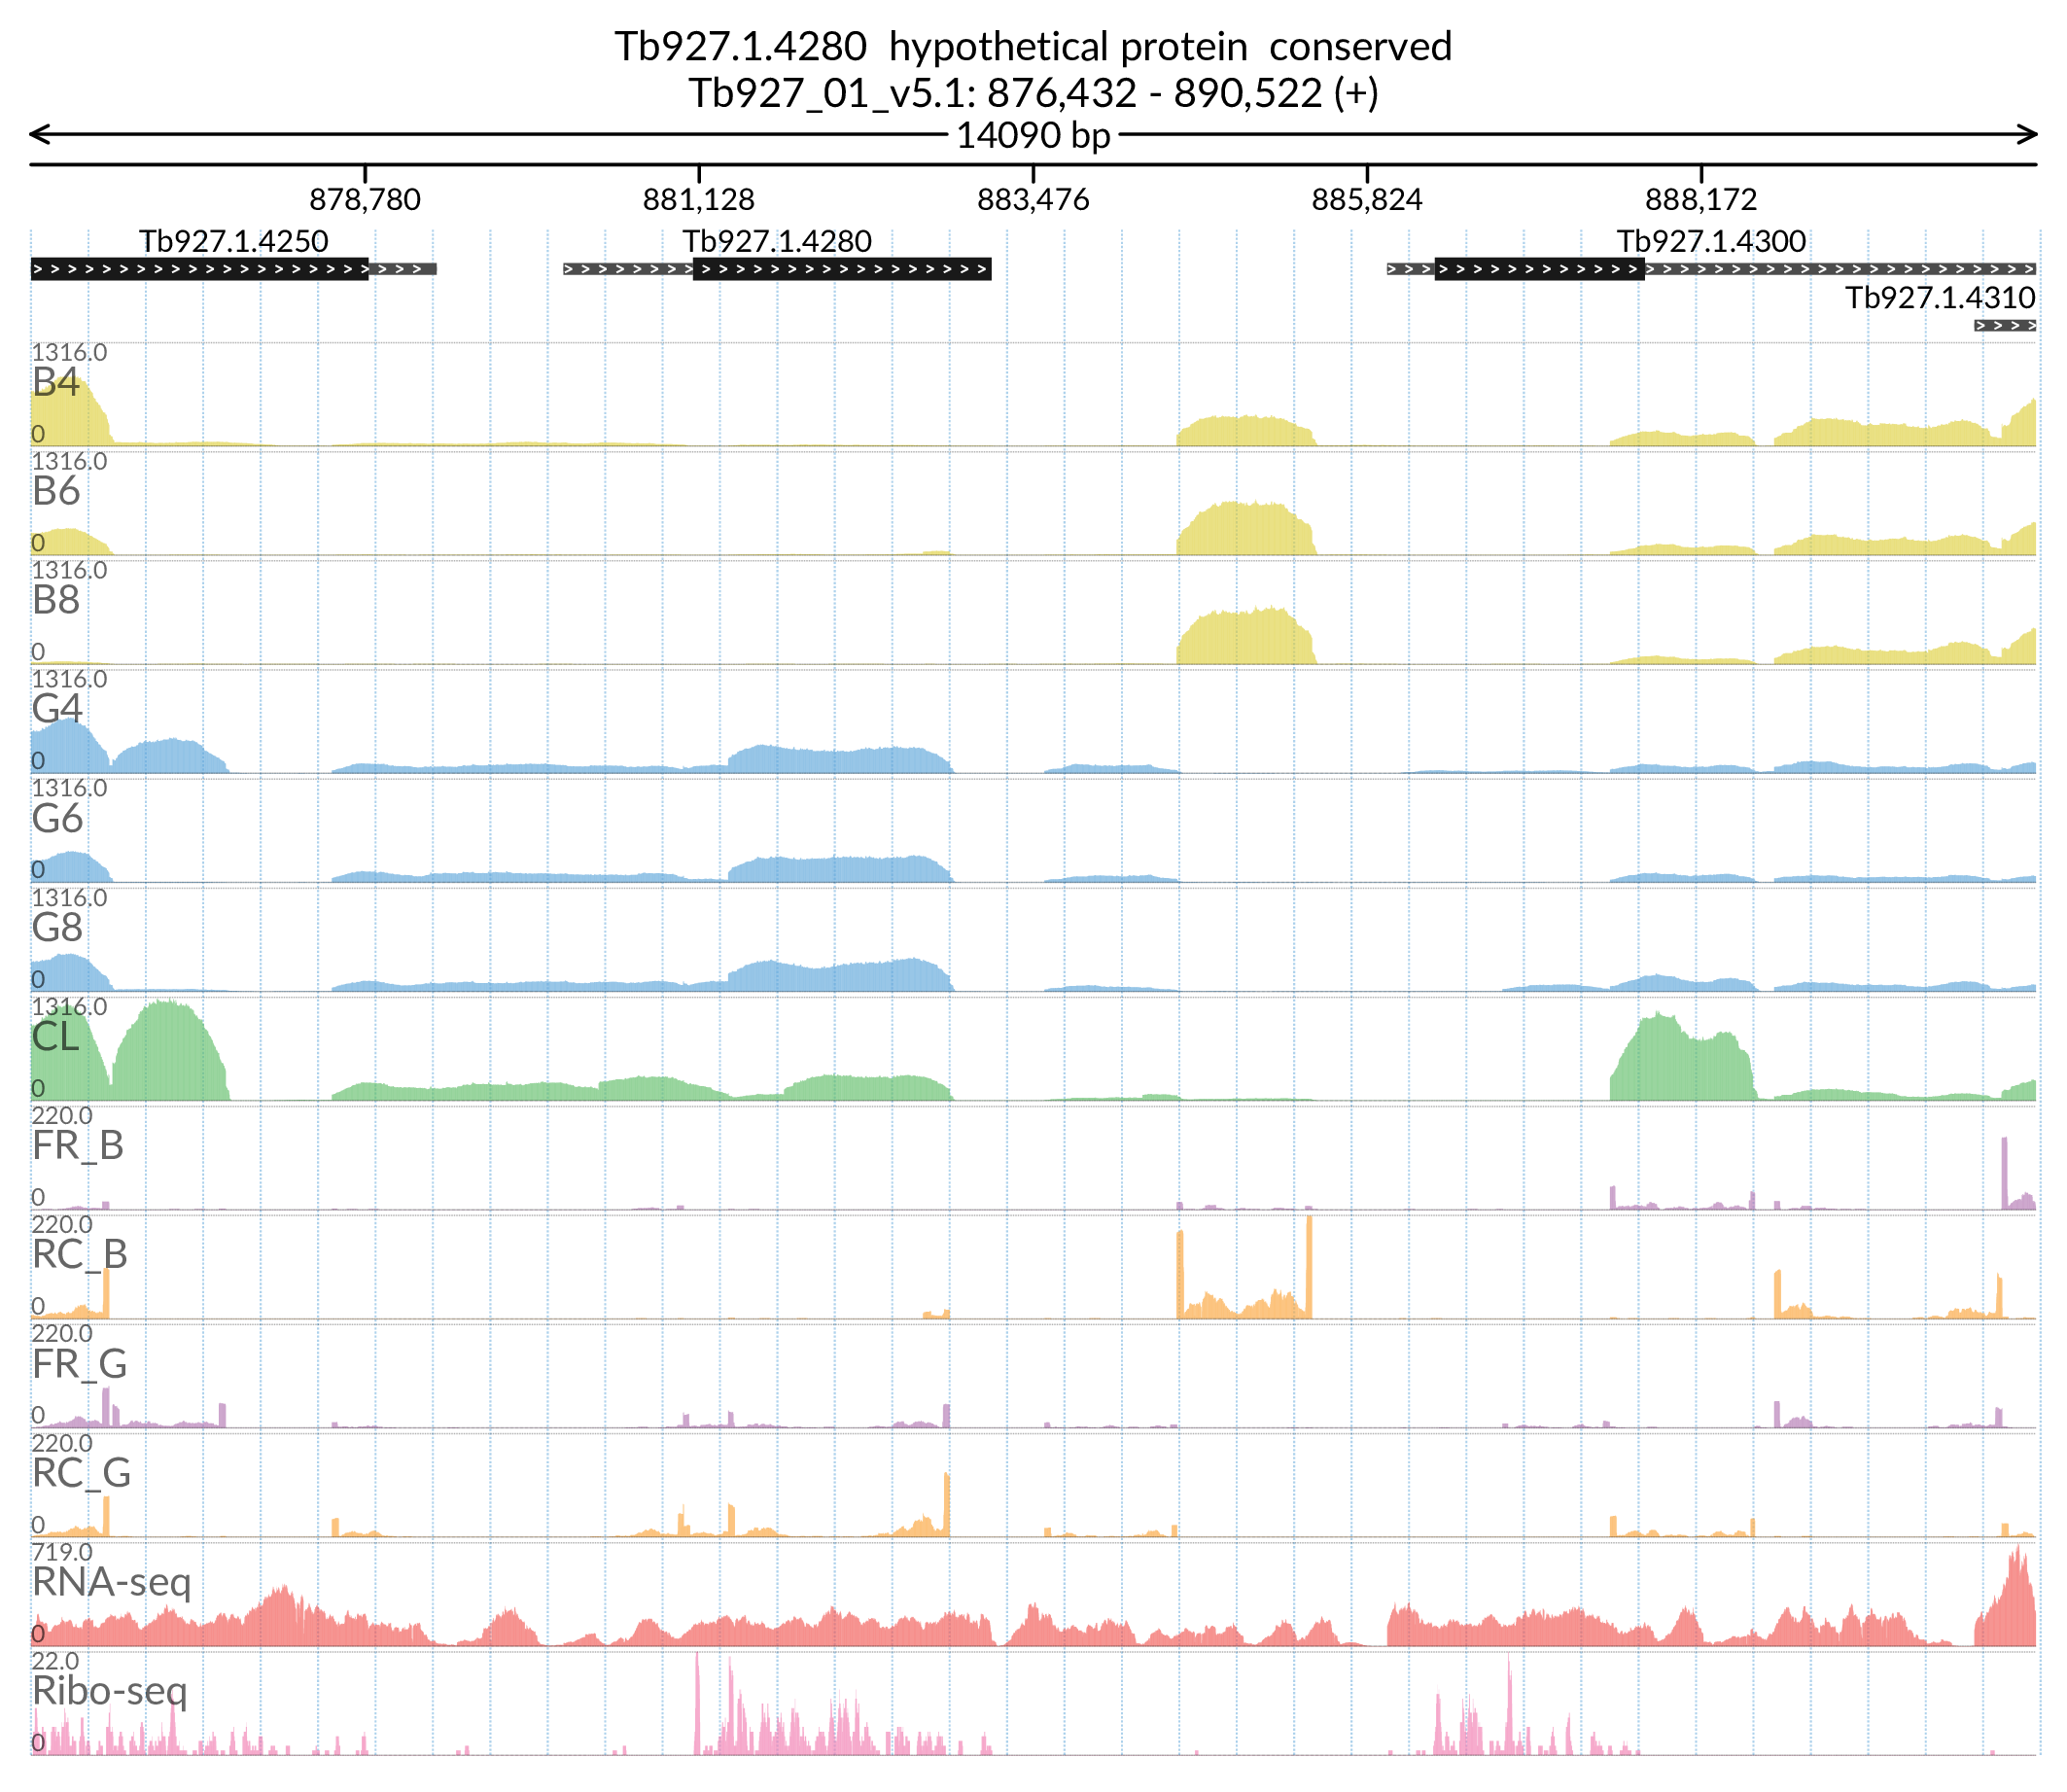 Tb927.1.4280 hypothetical protein conserved
Tb927_01_v5.1: 876,432 - 890,522 (+)
14090 bp
878,780 881,128 883,476 885,824 888,172
Tb927.1.4250 Tb927.1.4280 Tb927.1.4300
Tb927.1.4310
1316.0
B4
0
1316.0
B6
0
1316.0
B8
0
1316.0
G4
0
1316.0
G6
0
1316.0
G8
0
1316.0
CL
0
220.0
FR_B
0
220.0
RC_B
0
220.0
FR_G
0
220.0
RC_G
0
719.0
RNA-seq
0
22.0
Ribo-seq
0